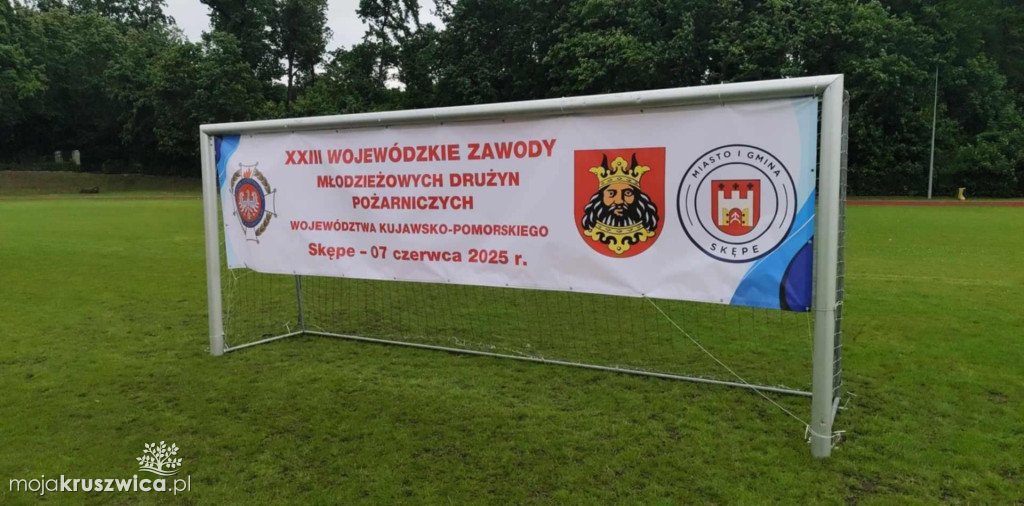 XXIII WOJEWÓDZKIE ZAWODY
MŁODZIEŻOWYCH DRUŻYN
POŻARNICZYCH
WOJEWÓDZTWA KUJAWSKO-POMORSKIEGO
Skępe - 07 czerwca 2025 r.
MIASTO I GMINA
SKĘPE
mojakruszwica.pl